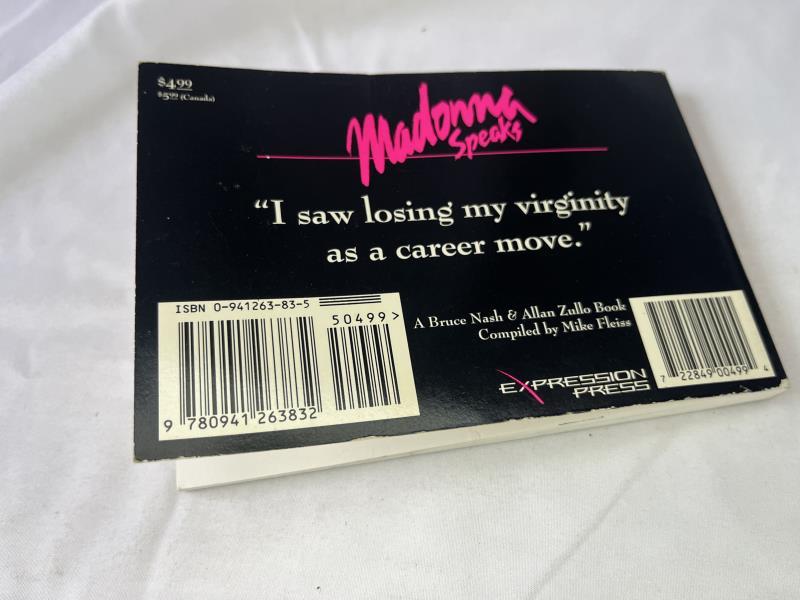 $4.99
$5.99 (Canada)
Madonna
Speaks
“I saw losing my virginity
as a career move.”
ISBN 0-941263-83-5
50499>
9 780941 263832
A Bruce Nash & Allan Zullo Book
Compiled by Mike Fleiss
EXPRESSION
PRESS
7 22849 00499 4